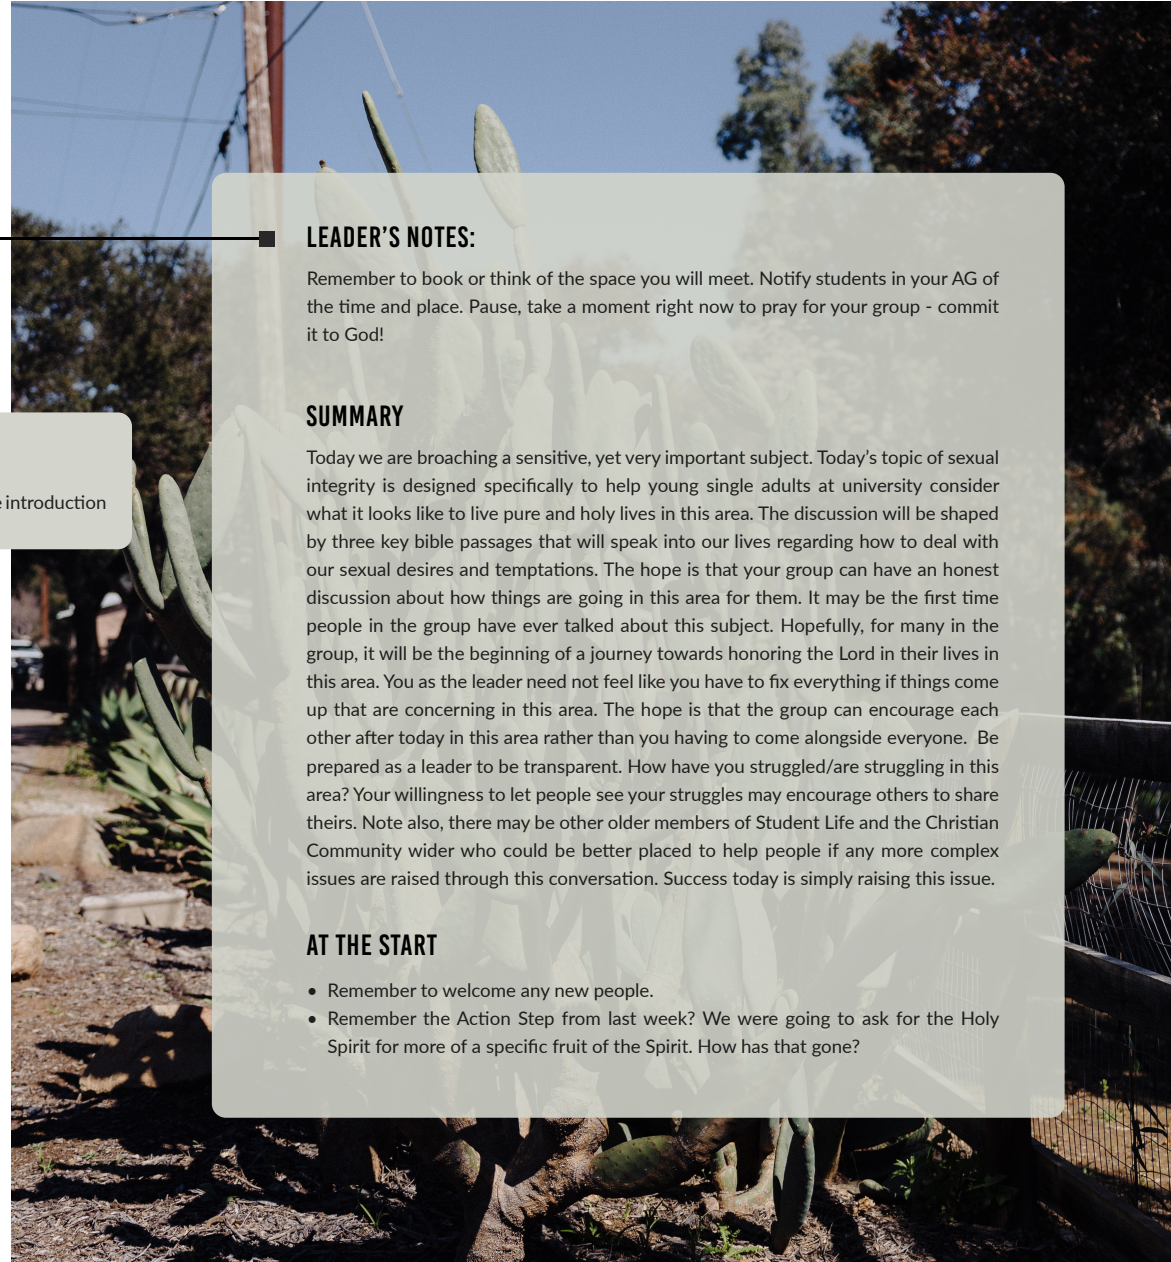 LEADER'S NOTES:
Remember to book or think of the space you will meet. Notify students in your AG of
the time and place. Pause, take a moment right now to pray for your group - commit
it to God!
SUMMARY
Today we are broaching a sensitive, yet very important subject. Today's topic of sexual
integrity is designed specifically to help young single adults at university consider
what it looks like to live pure and holy lives in this area. The discussion will be shaped
by three key bible passages that will speak into our lives regarding how to deal with
our sexual desires and temptations. The hope is that your group can have an honest
discussion about how things are going in this area for them. It may be the first time
people in the group have ever talked about this subject. Hopefully, for many in the
group, it will be the beginning of a journey towards honoring the Lord in their lives in
this area. You as the leader need not feel like you have to fix everything if things come
up that are concerning in this area. The hope is that the group can encourage each
other after today in this area rather than you having to come alongside everyone.  Be
prepared as a leader to be transparent. How have you struggled/are struggling in this
area? Your willingness to let people see your struggles may encourage others to share
theirs. Note also, there may be other older members of Student Life and the Christian
Community wider who could be better placed to help people if any more complex
issues are raised through this conversation. Success today is simply raising this issue.
AT THE START
• Remember to welcome any new people.
• Remember the Action Step from last week? We were going to ask for the Holy
Spirit for more of a specific fruit of the Spirit. How has that gone?
introduction